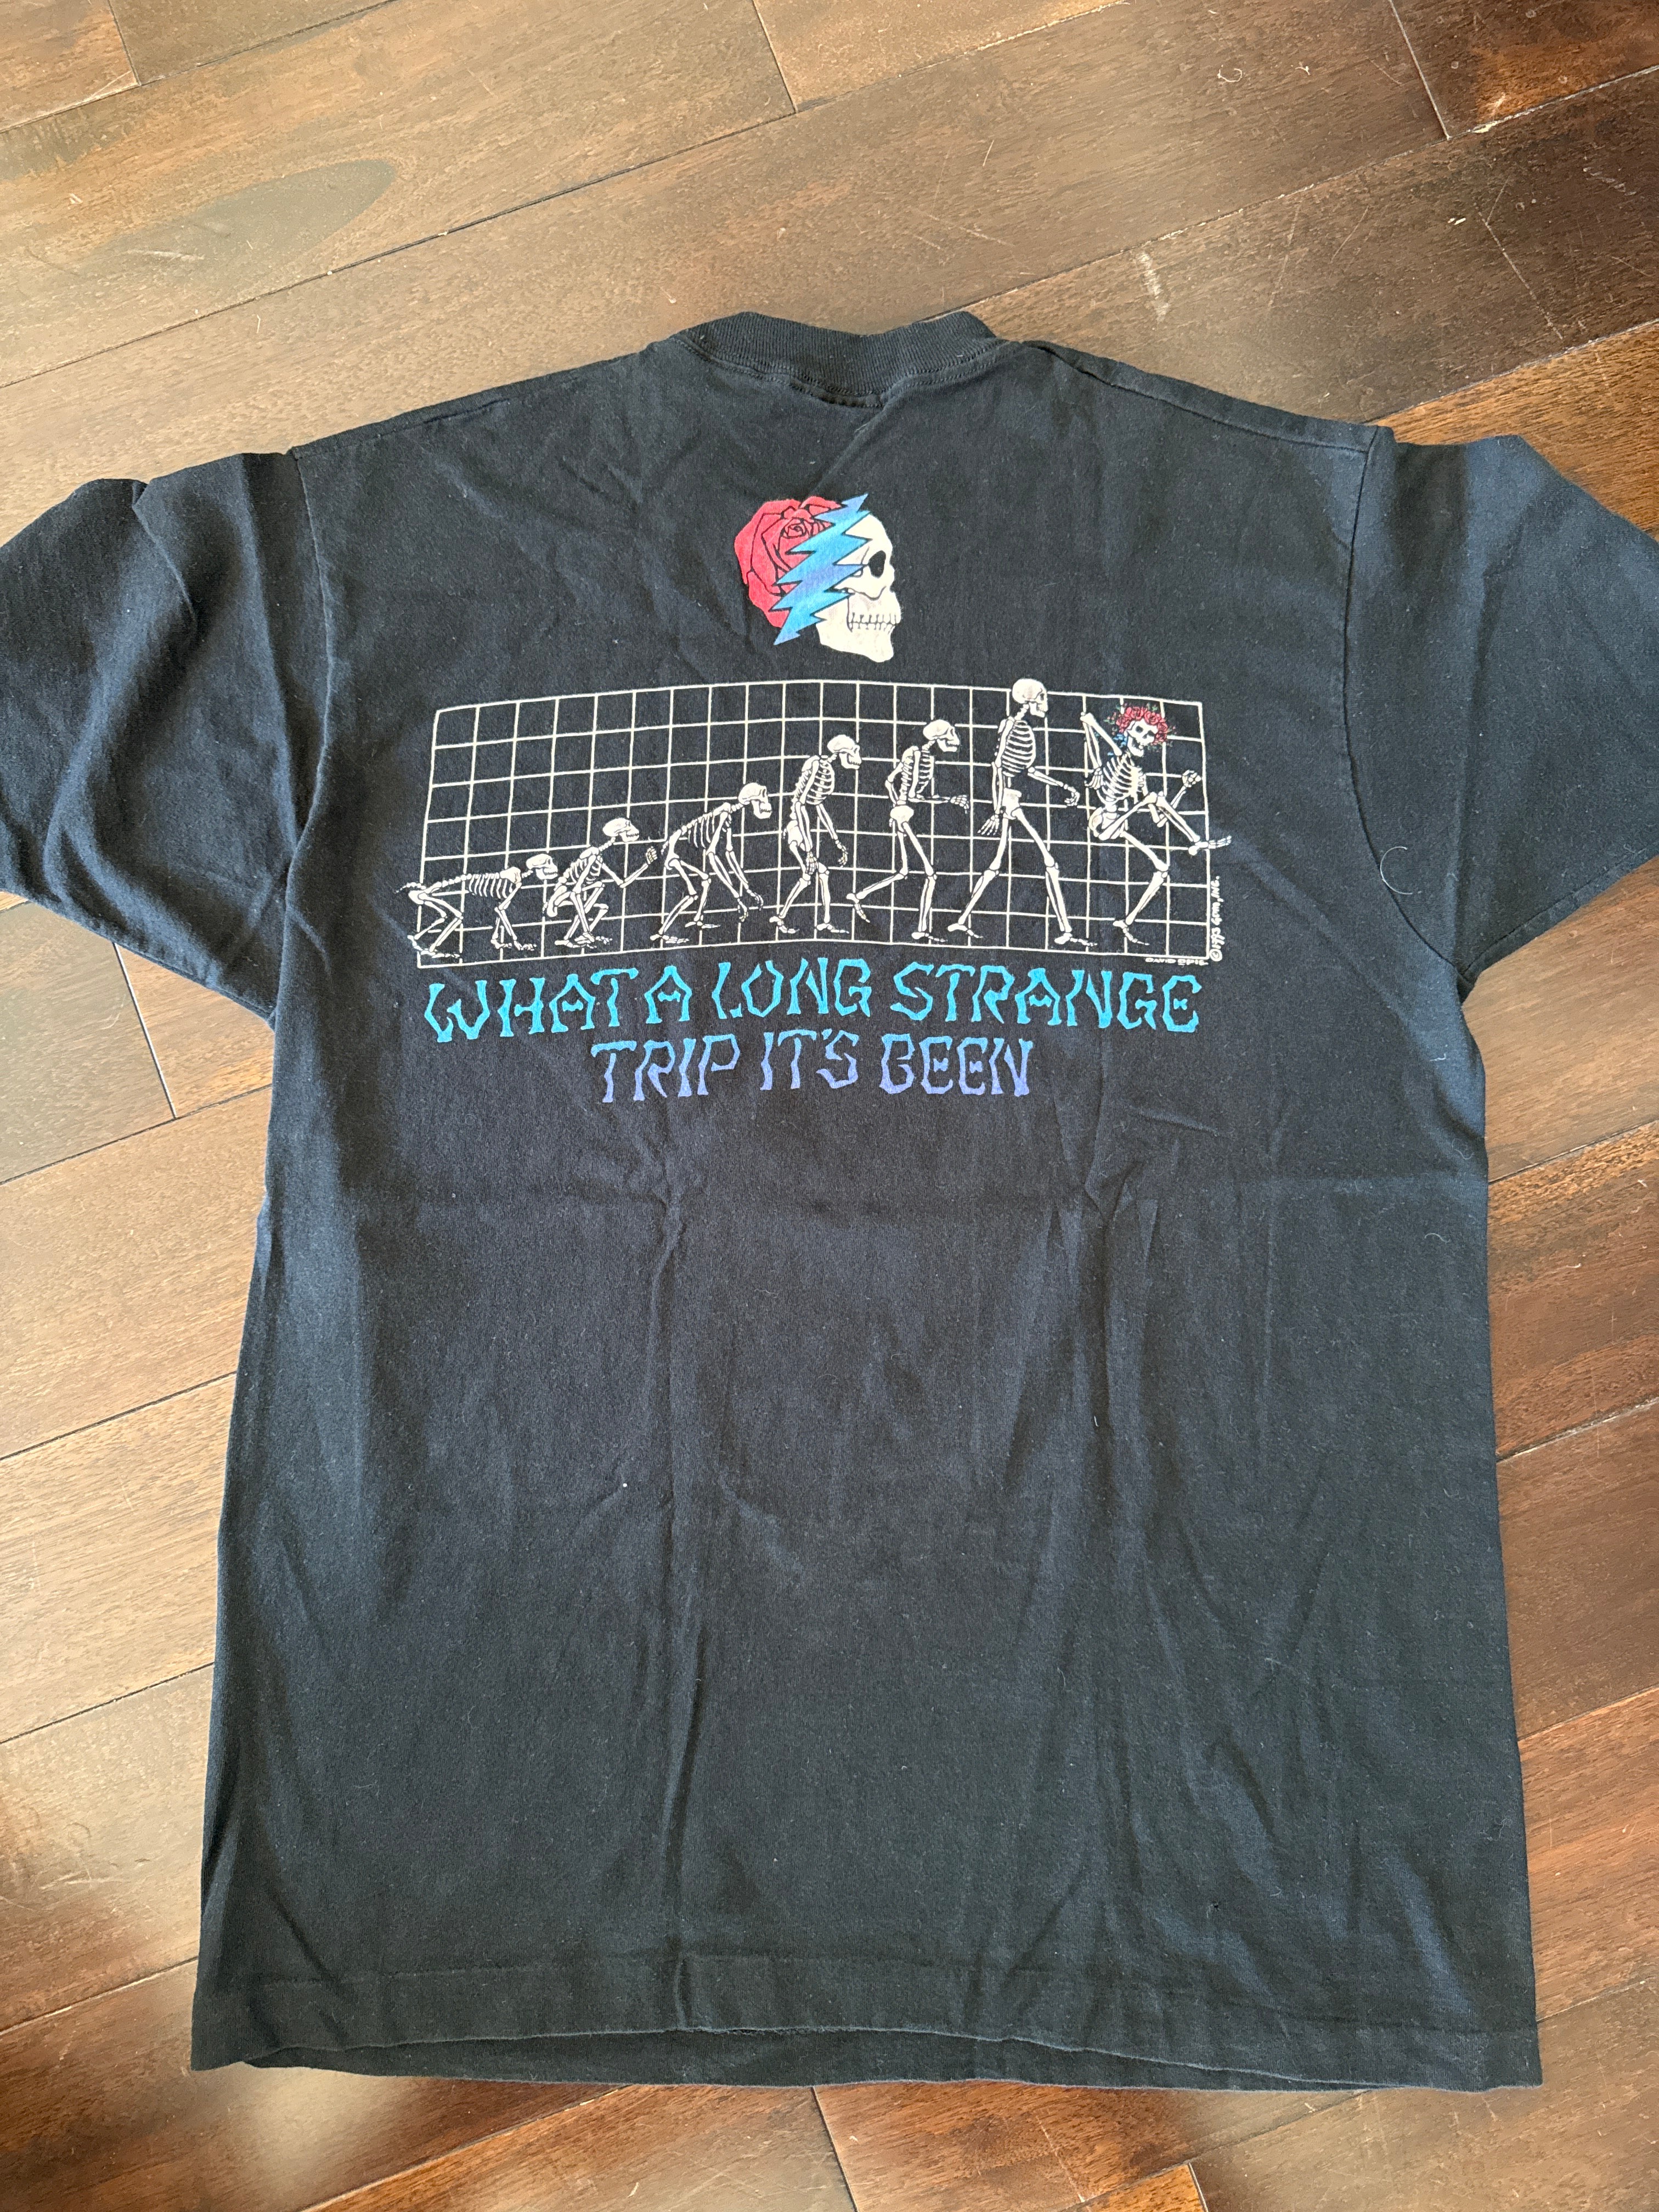 WHAT A LONG STRANGE
TRIP IT'S BEEN